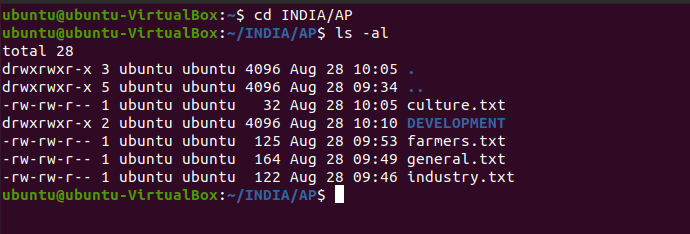 ubuntu@ubuntu-VirtualBox:~$ cd INDIA/AP
ubuntu@ubuntu-VirtualBox:~/INDIA/AP$ ls -al
total 28
drwxrwxr-x 3 ubuntu ubuntu 4096 Aug 28 10:05 .
drwxrwxr-x 5 ubuntu ubuntu 4096 Aug 28 09:34 ..
-rw-rw-r-- 1 ubuntu ubuntu   32 Aug 28 10:05 culture.txt
drwxrwxr-x 2 ubuntu ubuntu 4096 Aug 28 10:10 DEVELOPMENT
-rw-rw-r-- 1 ubuntu ubuntu  125 Aug 28 09:53 farmers.txt
-rw-rw-r-- 1 ubuntu ubuntu  164 Aug 28 09:49 general.txt
-rw-rw-r-- 1 ubuntu ubuntu  122 Aug 28 09:46 industry.txt
ubuntu@ubuntu-VirtualBox:~/INDIA/AP$